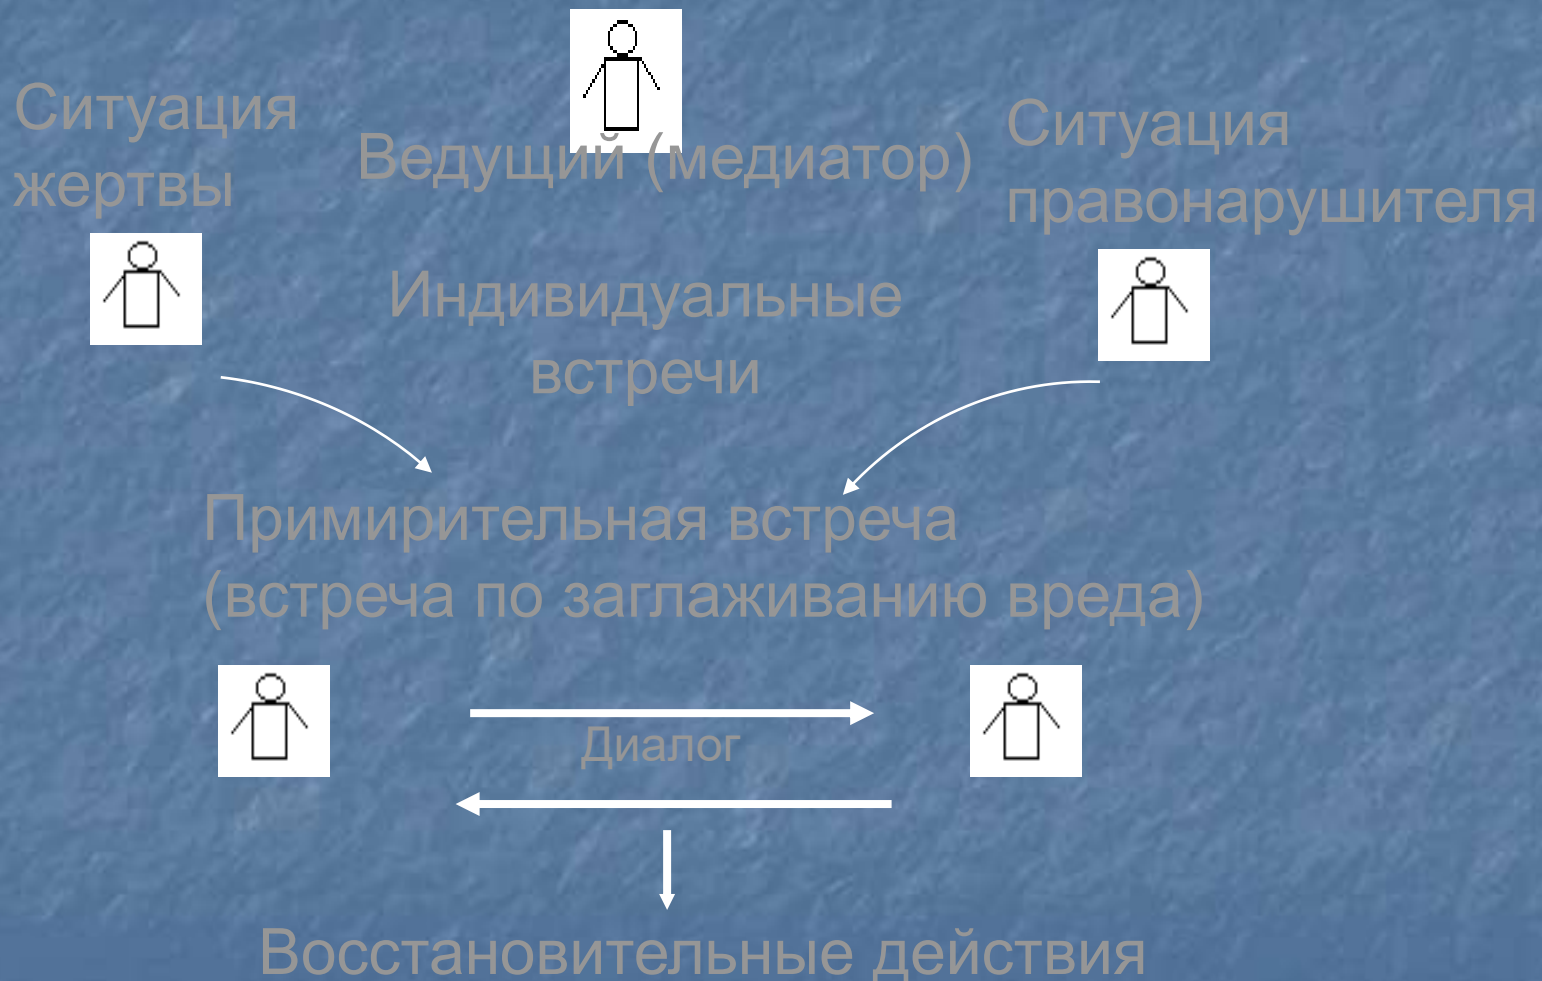 Ситуация
жертвы
Ведущий (медиатор)
Ситуация
правонарушителя
Индивидуальные
встречи
Примирительная встреча
(встреча по заглаживанию вреда)
Диалог
Восстановительные действия